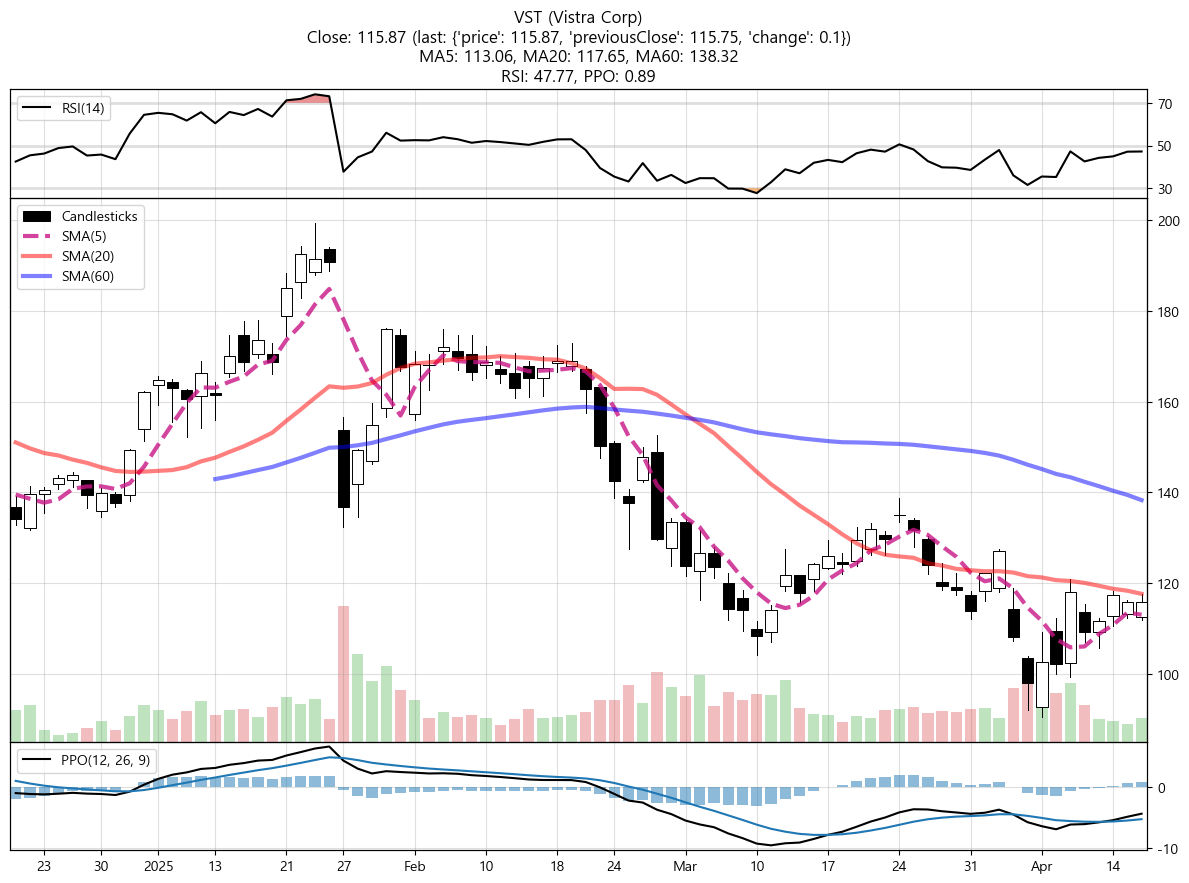 VST (Vistra Corp)
Close: 115.87 (last: {'price': 115.87, 'previousClose': 115.75, 'change': 0.1})
MA5: 113.06, MA20: 117.65, MA60: 138.32
RSI: 47.77, PPO: 0.89
RSI(14)
70
50
30
Candlesticks
SMA(5)
SMA(20)
SMA(60)
200
180
160
140
120
100
PPO(12, 26, 9)
0
-10
23 30 2025 13 21 27 Feb 10 18 24 Mar 10 17 24 31 Apr 14